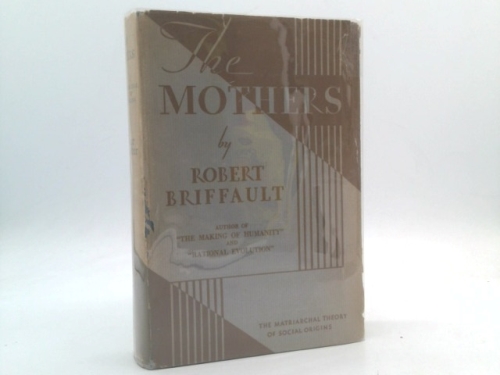 The
MOTHERS
by
ROBERT
BRIFFAULT
AUTHOR OF
"THE MAKING OF HUMANITY"
AND
"RATIONAL EVOLUTION"
THE MATRIARCHAL THEORY
OF SOCIAL ORIGINS